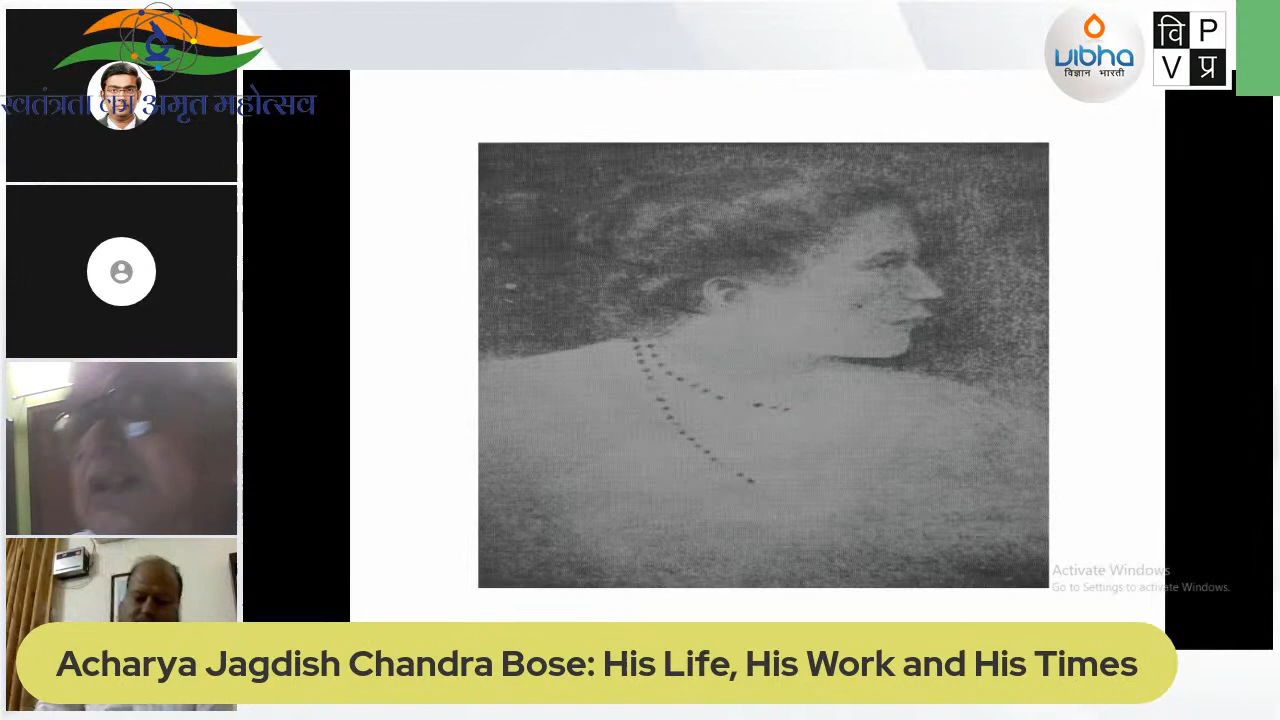 स्वतंत्रता का अमृत महोत्सव
vibha
विज्ञान भारती
वि P
V प्र
Activate Windows
Go to Settings to activate Windows.
Acharya Jagdish Chandra Bose: His Life, His Work and His Times